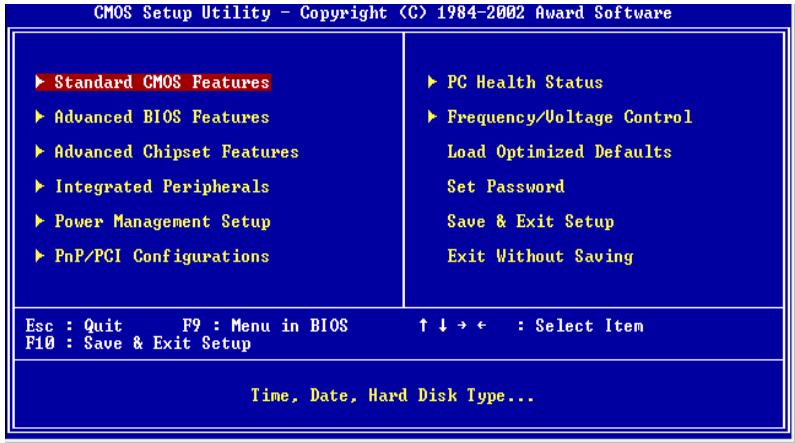 CMOS Setup Utility - Copyright (C) 1984-2002 Award Software
Standard CMOS Features
Advanced BIOS Features
Advanced Chipset Features
Integrated Peripherals
Power Management Setup
PnP/PCI Configurations
PC Health Status
Frequency/Voltage Control
Load Optimized Defaults
Set Password
Save & Exit Setup
Exit Without Saving
Esc : Quit F9 : Menu in BIOS ↑ ↓ → ← : Select Item
F10 : Save & Exit Setup
Time, Date, Hard Disk Type...